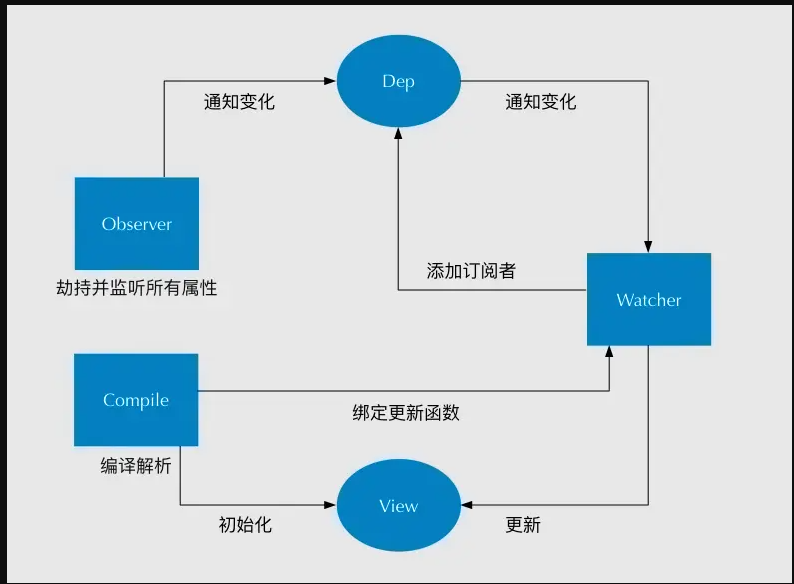 Dep
通知变化
通知变化
Observer
劫持并监听所有属性
添加订阅者
Watcher
Compile
绑定更新函数
编译解析
View
初始化
更新